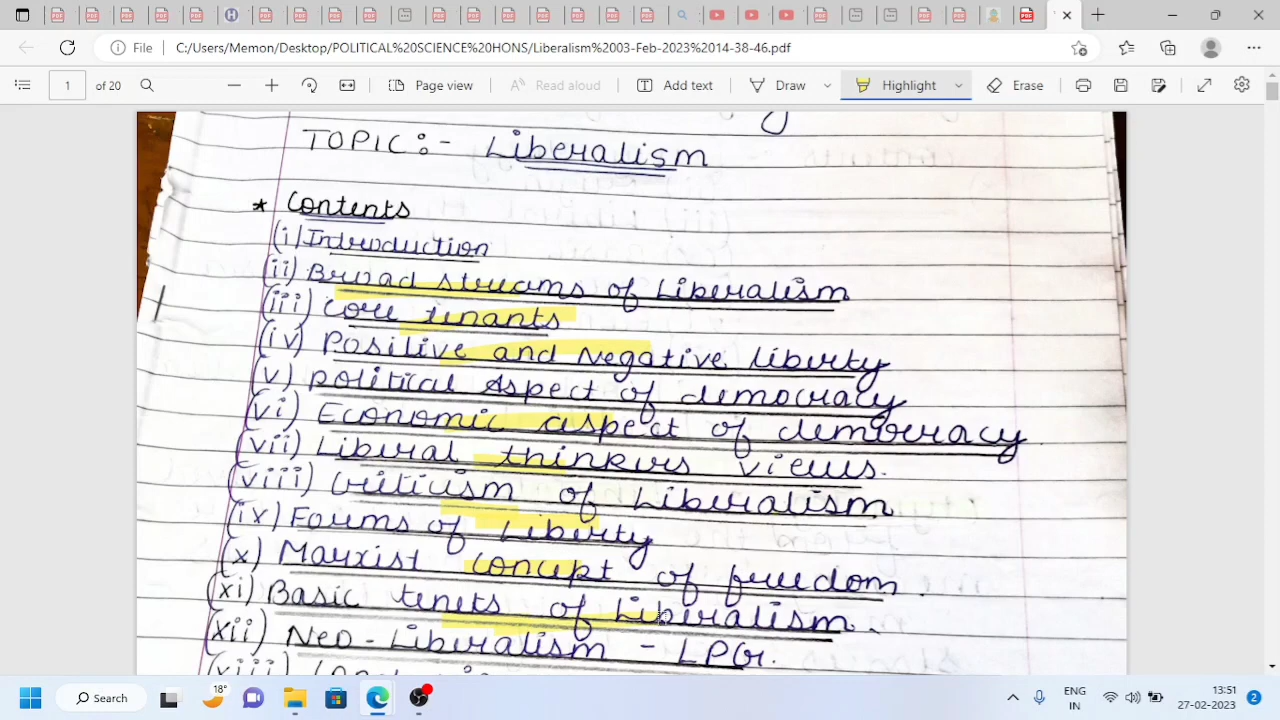 File C:/Users/Memon/Desktop/POLITICAL%20SCIENCE%20HONS/Liberalism%2003-Feb-2023%2014-38-46.pdf
1 of 20 Page view Read aloud Add text Draw Highlight Erase
TOPIC:- Liberalism
* Contents
(i) Introduction
(ii) Broad streams of Liberalism
(iii) Core tenants
(iv) Positive and Negative liberty
(v) political Aspect of democracy
(vi) Economic aspect of democracy
(vii) Liberal thinkers views.
(viii) Criticism of Liberalism
(ix) Forms of Liberty
(x) Marxist concept of freedom.
(xi) Basic tenets of Liberalism.
(xii) Neo-Liberalism - LPG.
Search
18°
ENG
IN
13:51
27-02-2023
2